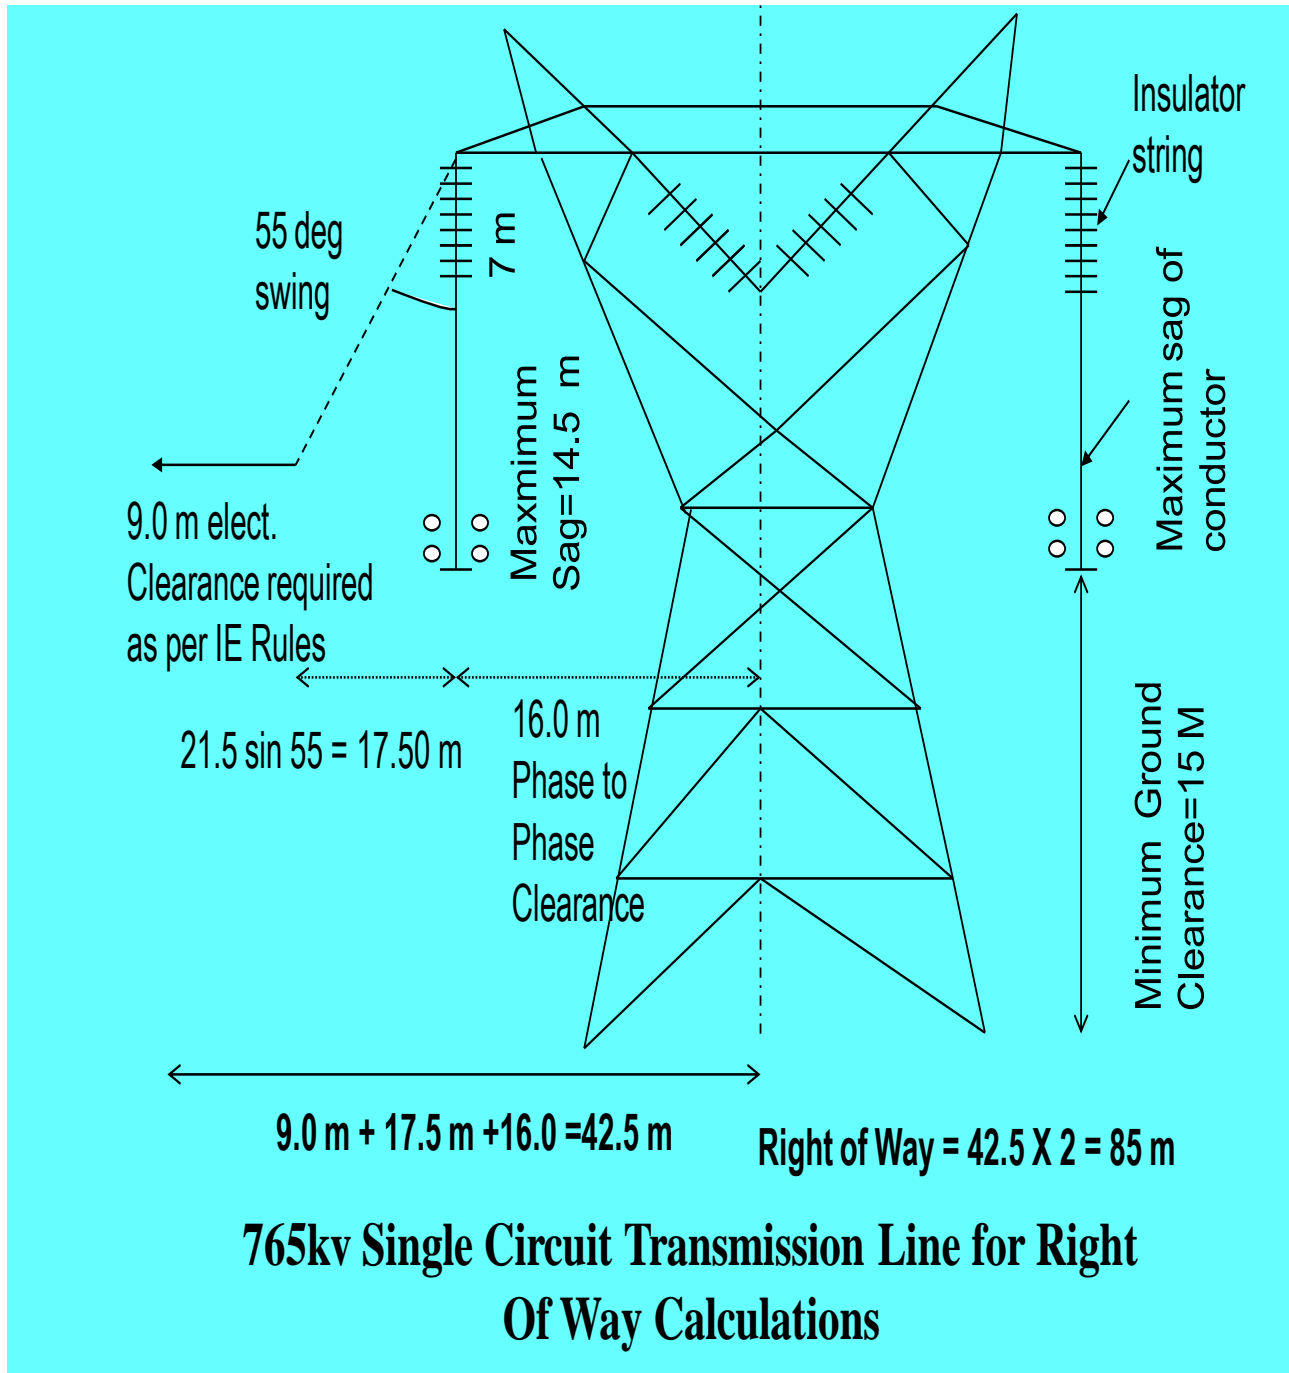 Insulator
string
55 deg
swing
7 m
Maxmimum
Sag=14.5 m
Maximum sag of
conductor
9.0 m elect.
Clearance required
as per IE Rules
21.5 sin 55 = 17.50 m
16.0 m
Phase to
Phase
Clearance
Minimum Ground
Clearance=15 M
9.0 m + 17.5 m +16.0 =42.5 m
Right of Way = 42.5 X 2 = 85 m
765kv Single Circuit Transmission Line for Right
Of Way Calculations